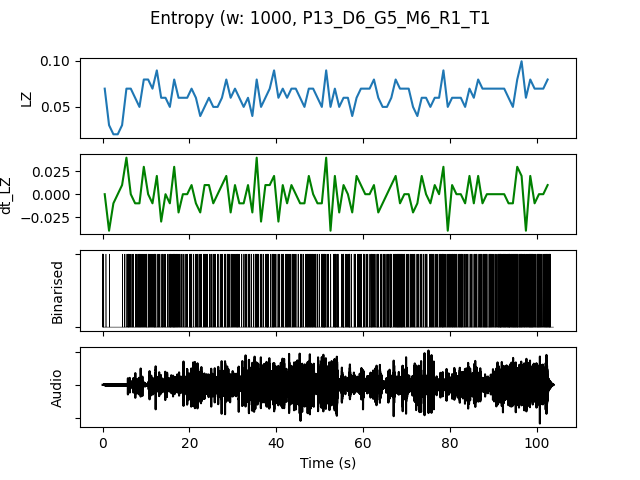 Entropy (w: 1000, P13_D6_G5_M6_R1_T1
0.10
0.05
LZ
0.025
0.000
−0.025
dt_LZ
Binarised
Audio
0 20 40 60 80 100
Time (s)